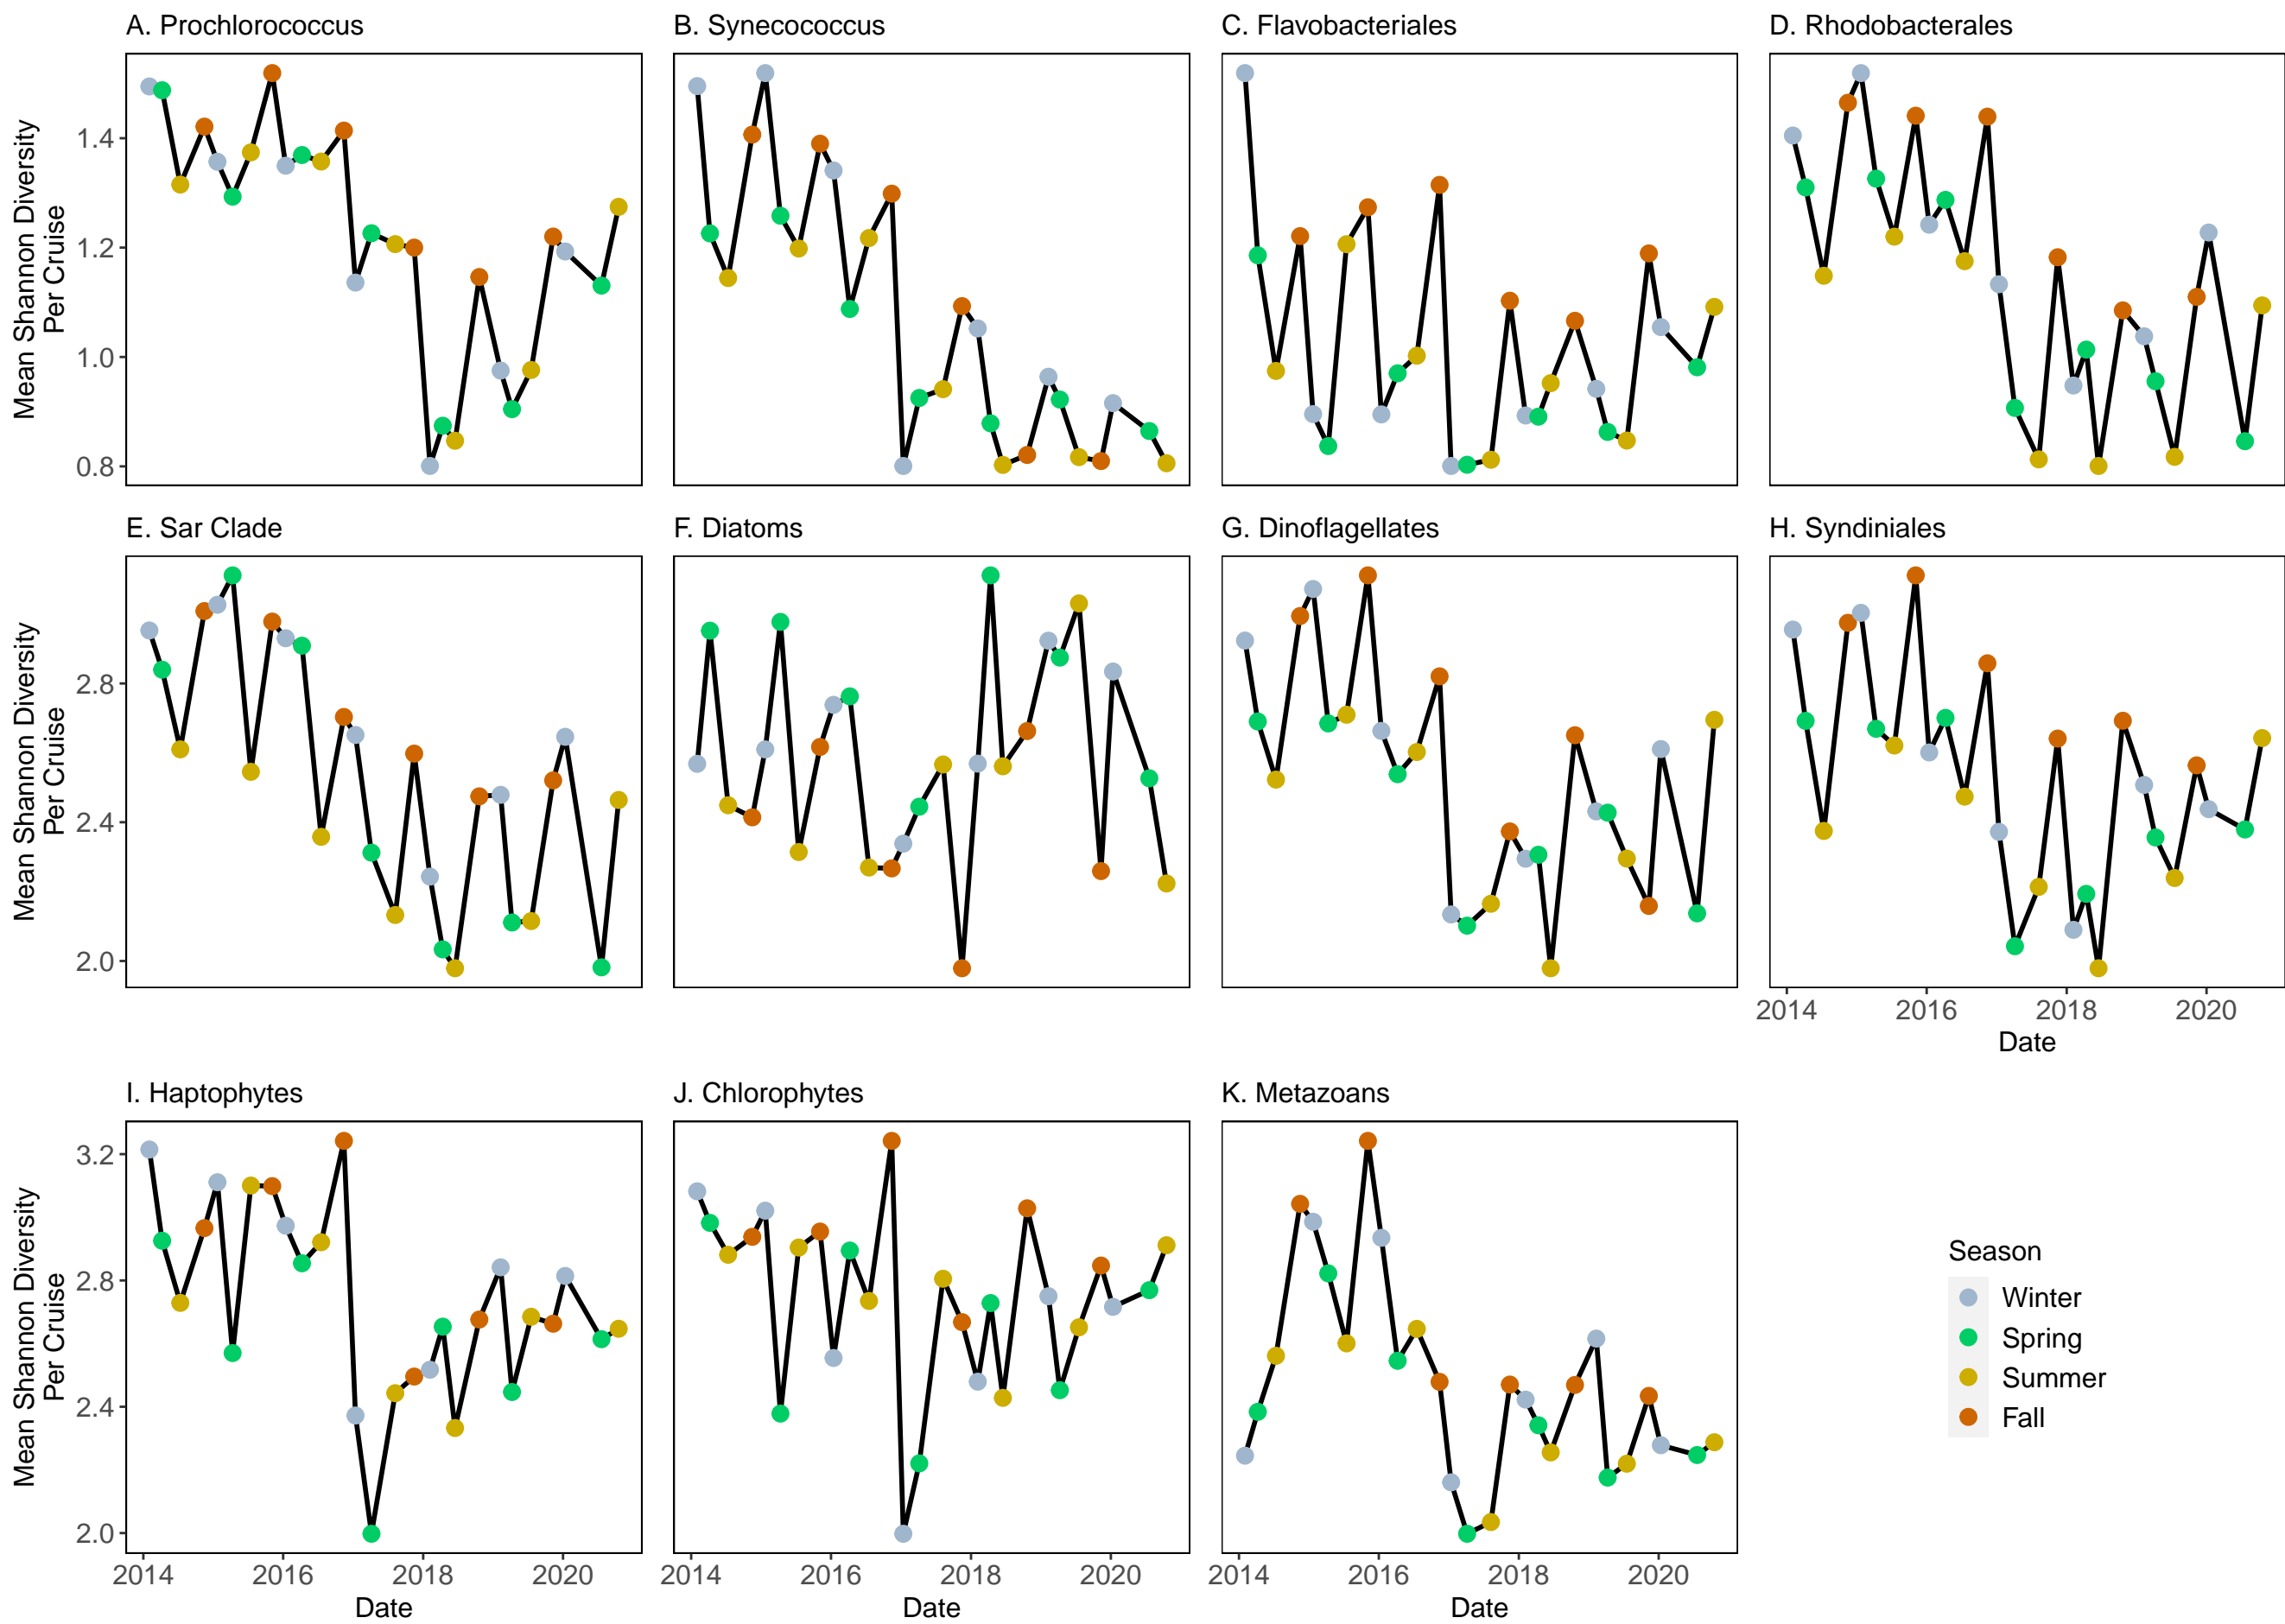 A. Prochlorococcus
B. Synecococcus
C. Flavobacteriales
D. Rhodobacterales
Mean Shannon Diversity
Per Cruise
1.4
1.2
1.0
0.8
E. Sar Clade
F. Diatoms
G. Dinoflagellates
H. Syndiniales
Mean Shannon Diversity
Per Cruise
2.8
2.4
2.0
2014 2016 2018 2020
Date
I. Haptophytes
J. Chlorophytes
K. Metazoans
Mean Shannon Diversity
Per Cruise
3.2
2.8
2.4
2.0
2014 2016 2018 2020
Date
2014 2016 2018 2020
Date
2014 2016 2018 2020
Date
Season
Winter
Spring
Summer
Fall